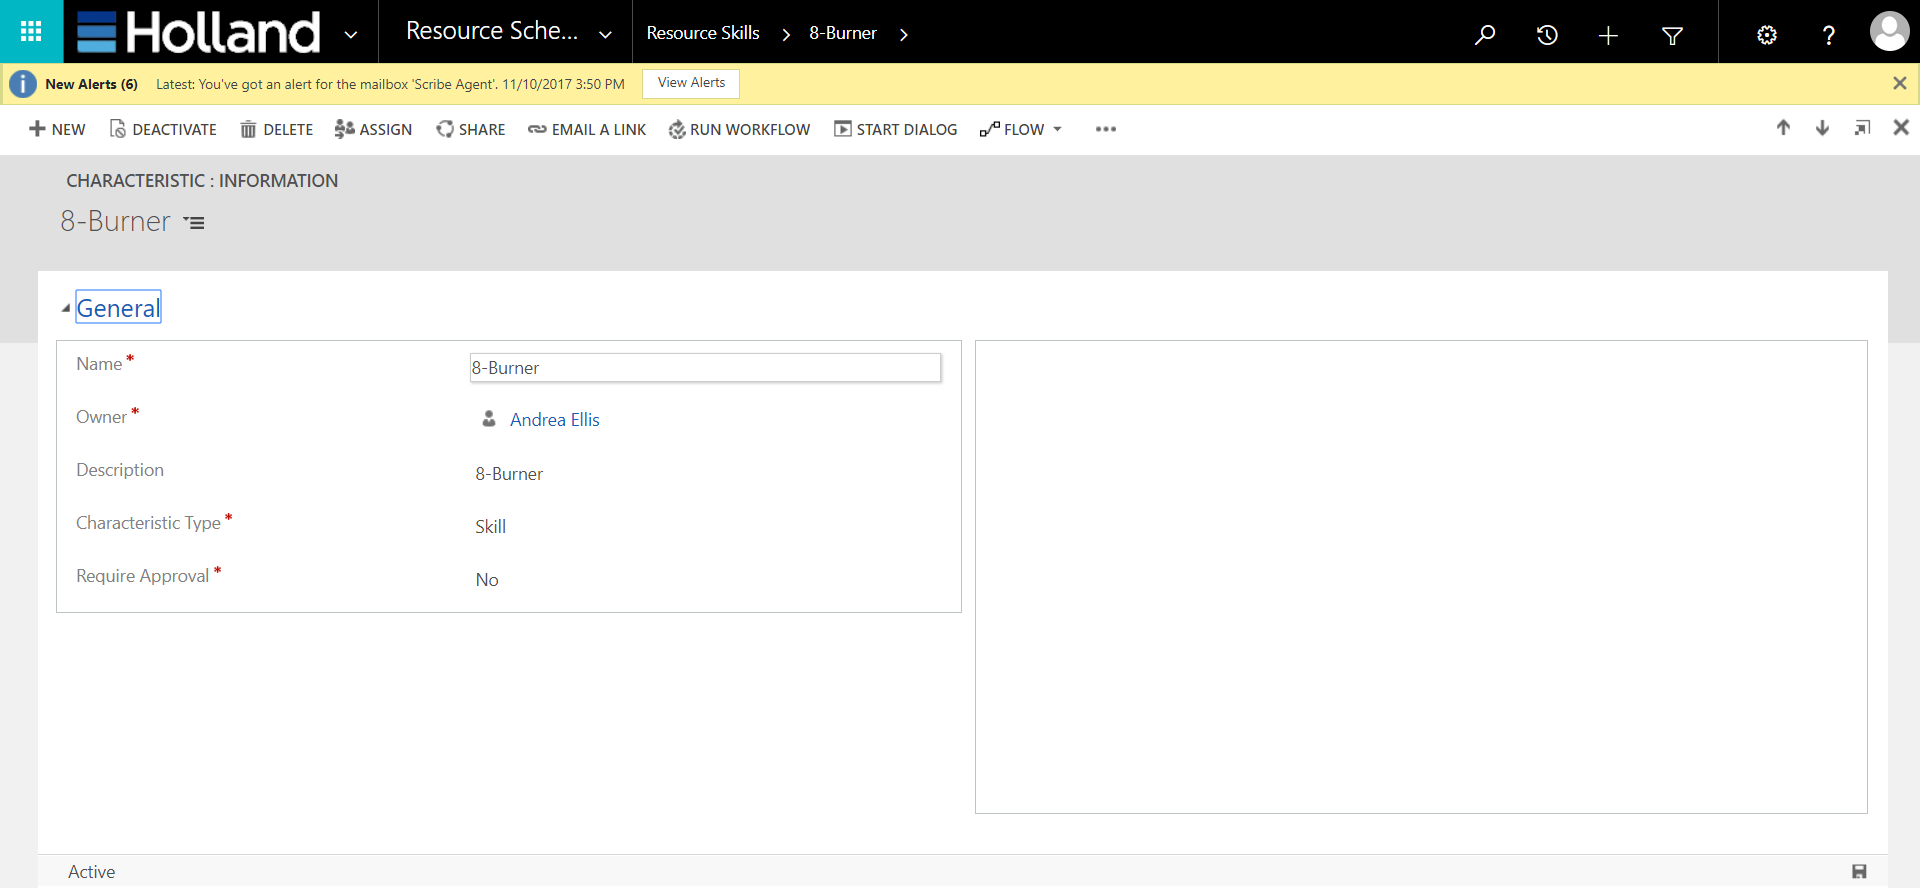 Holland
Resource Sche...
Resource Skills
8-Burner
New Alerts (6) Latest: You've got an alert for the mailbox 'Scribe Agent'. 11/10/2017 3:50 PM View Alerts
NEW DEACTIVATE DELETE ASSIGN SHARE EMAIL A LINK RUN WORKFLOW START DIALOG FLOW
CHARACTERISTIC : INFORMATION
8-Burner
General
Name * 8-Burner
Owner * Andrea Ellis
Description 8-Burner
Characteristic Type * Skill
Require Approval * No
Active